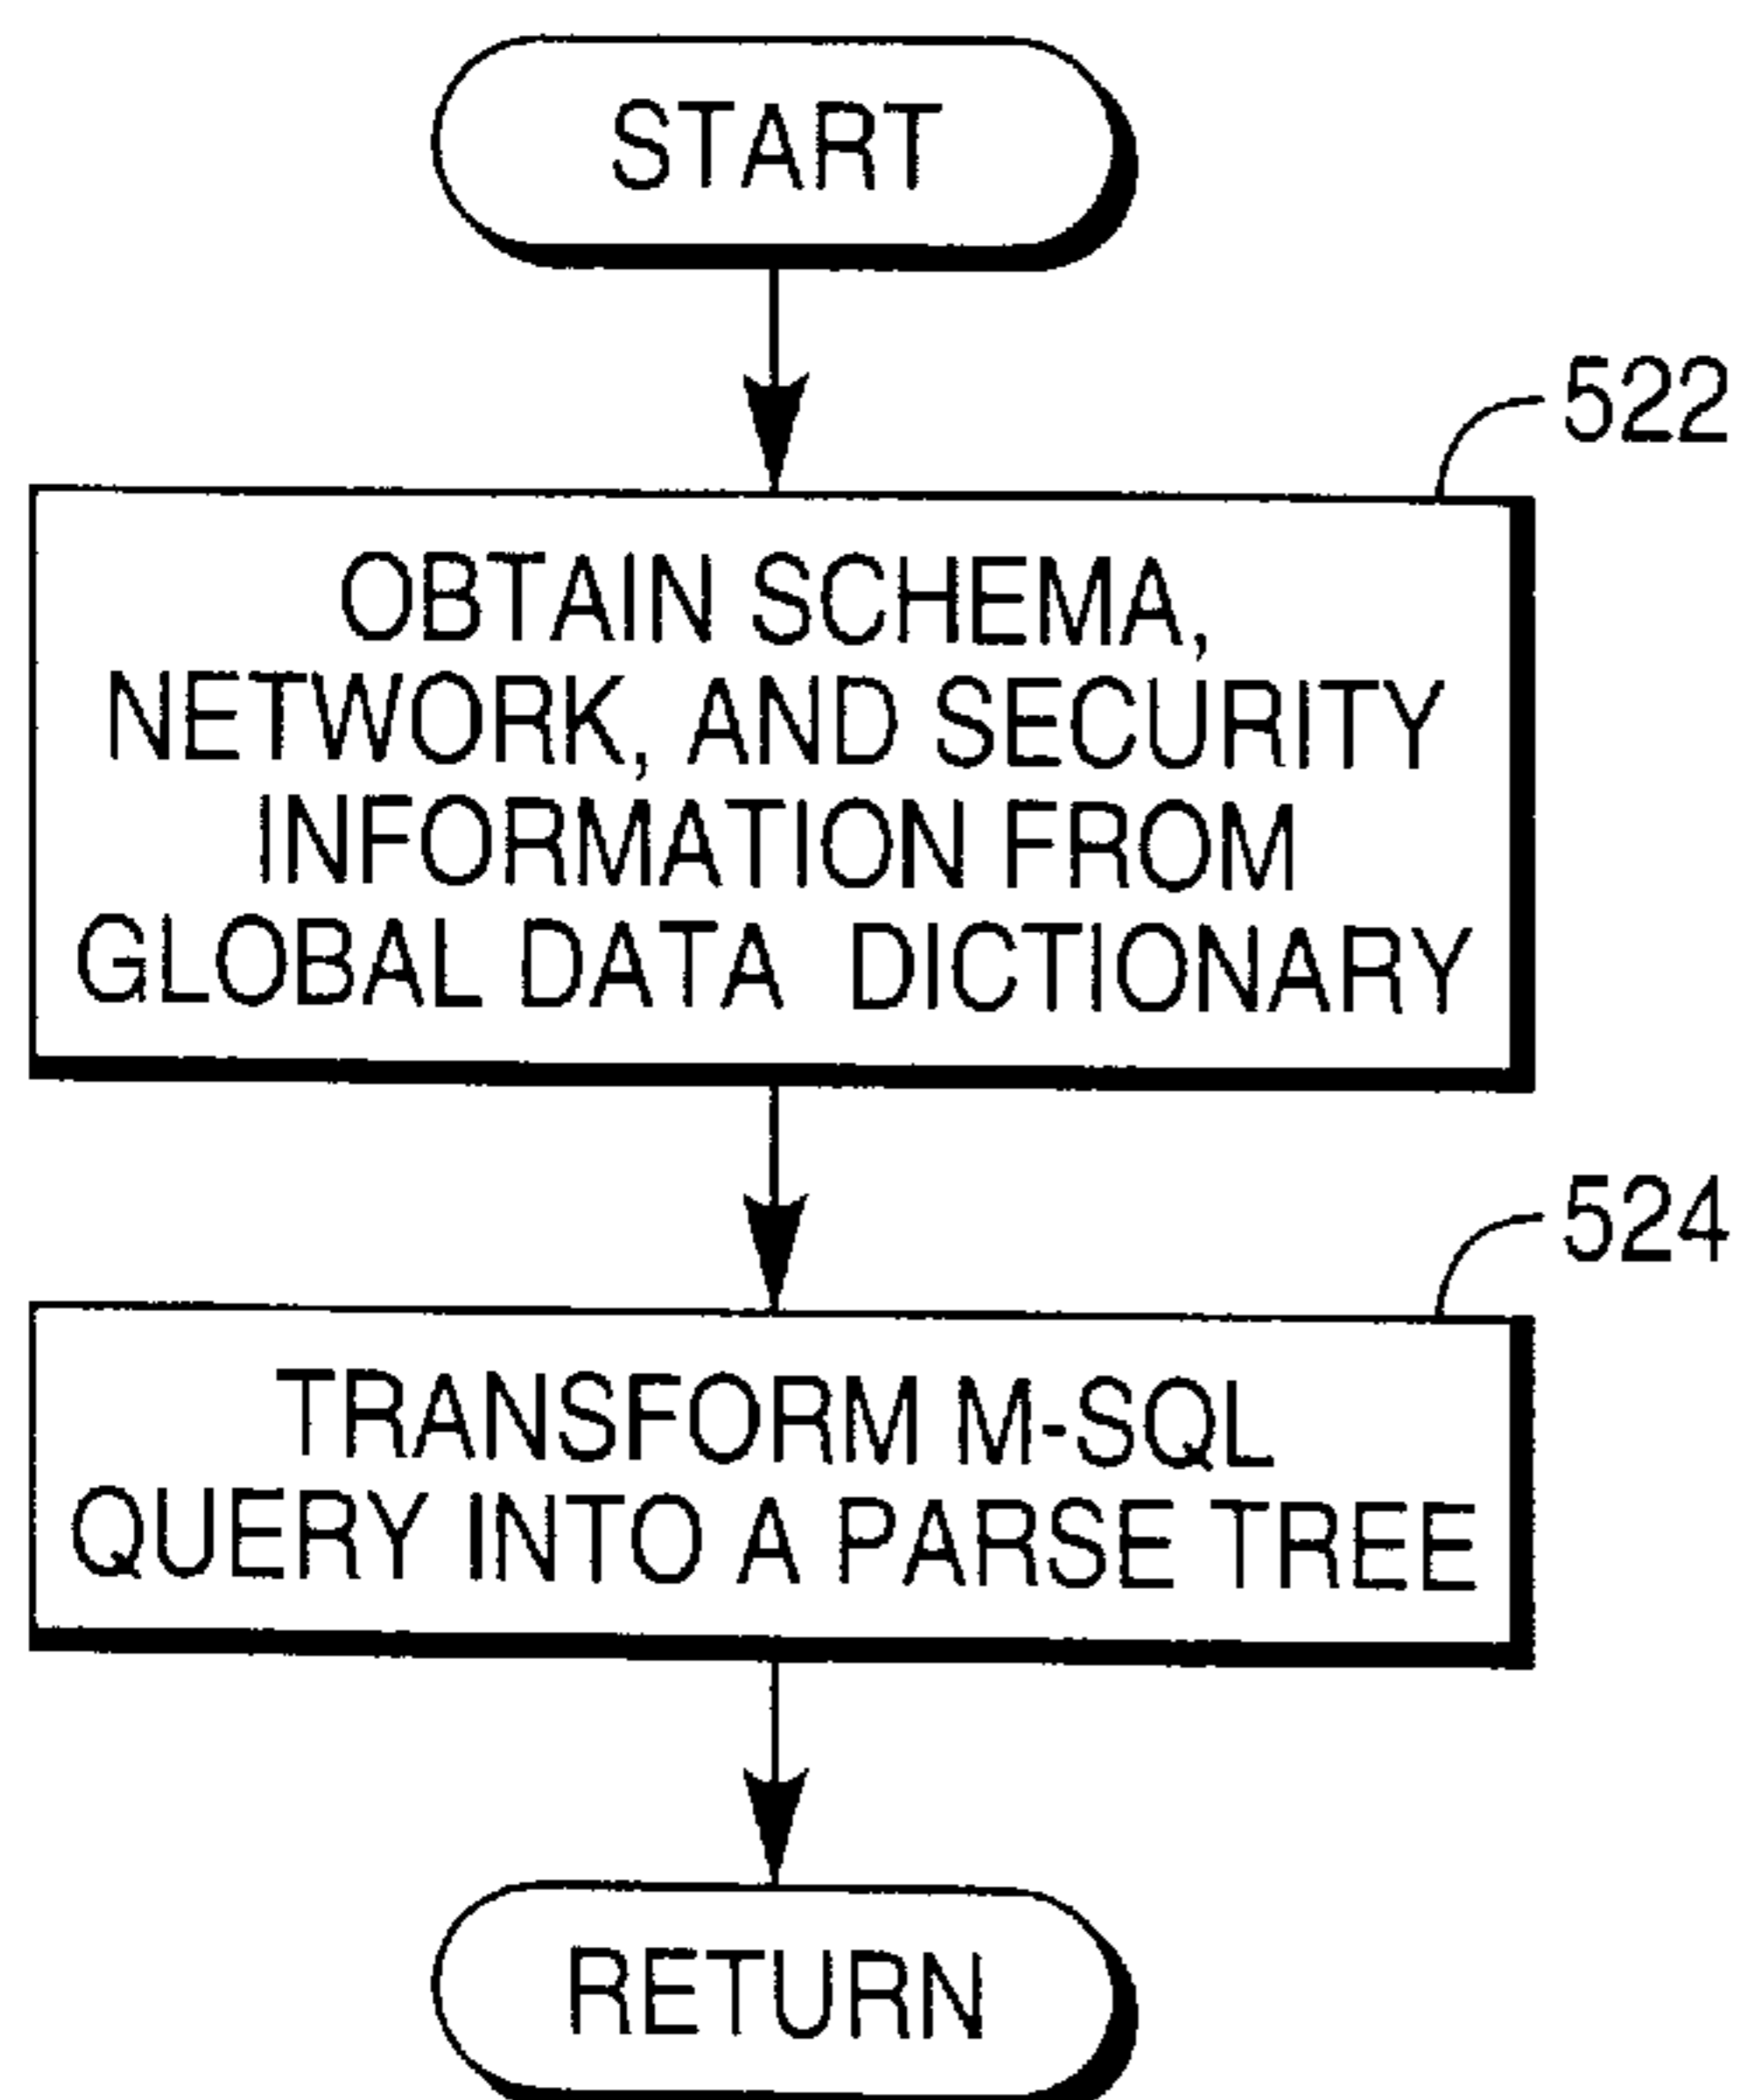 START
522
OBTAIN SCHEMA,
NETWORK, AND SECURITY
INFORMATION FROM
GLOBAL DATA DICTIONARY
524
TRANSFORM M-SQL
QUERY INTO A PARSE TREE
RETURN